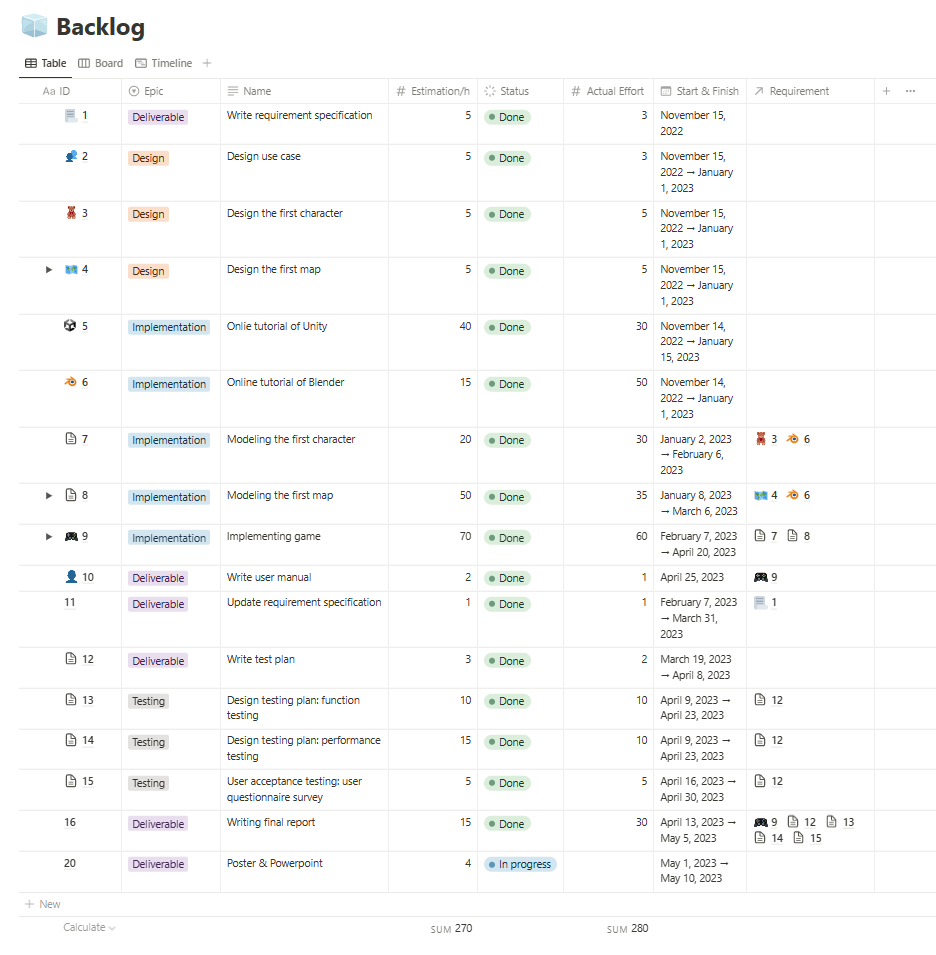 Backlog
Table Board Timeline +
Aa ID Epic Name # Estimation/h Status # Actual Effort Start & Finish Requirement + ···
1 Deliverable Write requirement specification 5 Done 3 November 15,
2022
2 Design Design use case 5 Done 3 November 15,
2022 → January
1, 2023
3 Design Design the first character 5 Done 5 November 15,
2022 → January
1, 2023
4 Design Design the first map 5 Done 5 November 15,
2022 → January
1, 2023
5 Implementation Onlie tutorial of Unity 40 Done 30 November 14,
2022 → January
15, 2023
6 Implementation Online tutorial of Blender 15 Done 50 November 14,
2022 → January
1, 2023
7 Implementation Modeling the first character 20 Done 30 January 2, 2023 3 6
→ February 6,
2023
8 Implementation Modeling the first map 50 Done 35 January 8, 2023 4 6
→ March 6, 2023
9 Implementation Implementing game 70 Done 60 February 7, 2023 7 8
→ April 20, 2023
10 Deliverable Write user manual 2 Done 1 April 25, 2023 9
11 Deliverable Update requirement specification 1 Done 1 February 7, 2023 1
→ March 31,
2023
12 Deliverable Write test plan 3 Done 2 March 19, 2023
→ April 8, 2023
13 Testing Design testing plan: function 10 Done 10 April 9, 2023 → 12
testing April 23, 2023
14 Testing Design testing plan: performance 15 Done 10 April 9, 2023 → 12
testing April 23, 2023
15 Testing User acceptance testing: user 5 Done 5 April 16, 2023 → 12
questionnaire survey April 30, 2023
16 Deliverable Writing final report 15 Done 30 April 13, 2023 → 9 12 13
May 5, 2023 14 15
20 Deliverable Poster & Powerpoint 4 In progress May 1, 2023 →
May 10, 2023
+ New
Calculate SUM 270 SUM 280